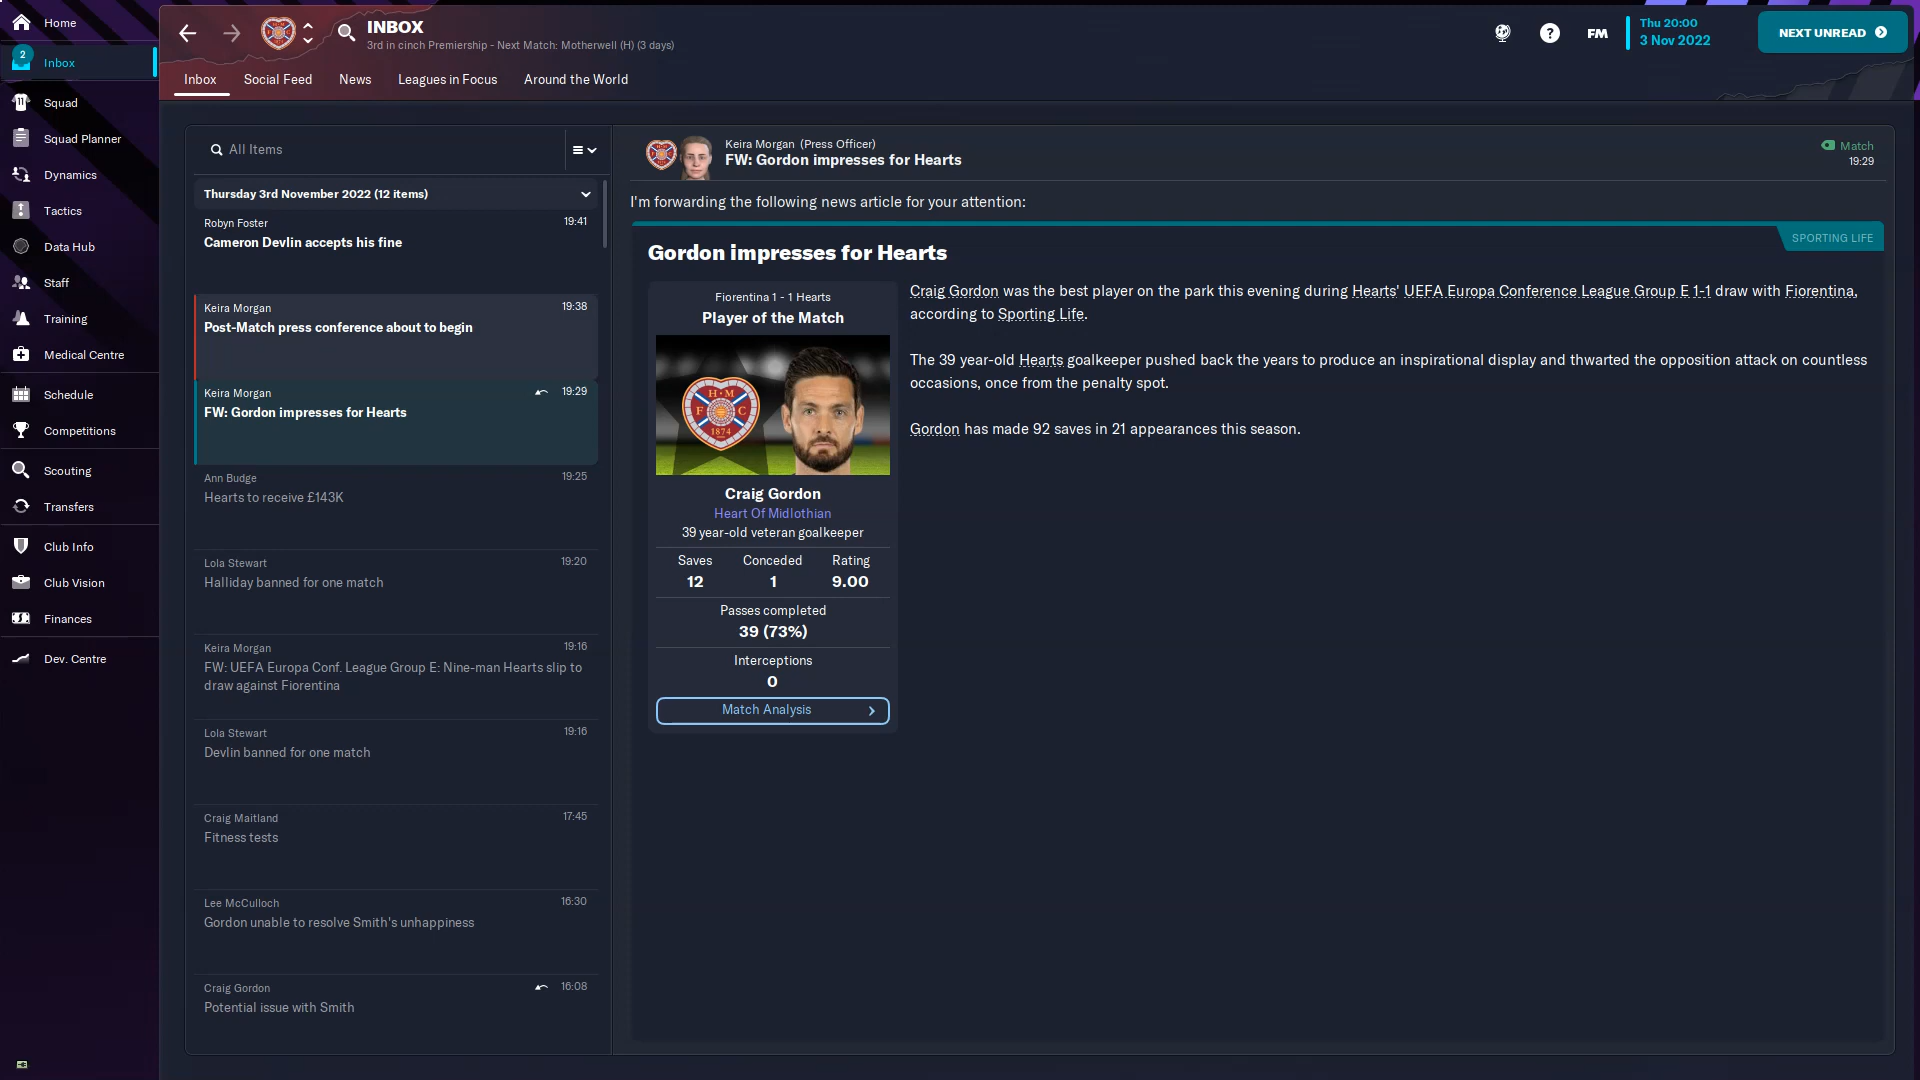 Home
2
Inbox
Squad
Squad Planner
Dynamics
Tactics
Data Hub
Staff
Training
Medical Centre
Schedule
Competitions
Scouting
Transfers
Club Info
Club Vision
Finances
Dev. Centre
INBOX
3rd in cinch Premiership - Next Match: Motherwell (H) (3 days)
?
FM
Thu 20:00
3 Nov 2022
NEXT UNREAD
Inbox
Social Feed
News
Leagues in Focus
Around the World
All Items
Thursday 3rd November 2022 (12 items)
Robyn Foster 19:41
Cameron Devlin accepts his fine
Keira Morgan 19:38
Post-Match press conference about to begin
Keira Morgan 19:29
FW: Gordon impresses for Hearts
Ann Budge 19:25
Hearts to receive £143K
Lola Stewart 19:20
Halliday banned for one match
Keira Morgan 19:16
FW: UEFA Europa Conf. League Group E: Nine-man Hearts slip to
draw against Fiorentina
Lola Stewart 19:16
Devlin banned for one match
Craig Maitland 17:45
Fitness tests
Lee McCulloch 16:30
Gordon unable to resolve Smith's unhappiness
Craig Gordon 16:08
Potential issue with Smith
Keira Morgan (Press Officer)
FW: Gordon impresses for Hearts
Match
19:29
I'm forwarding the following news article for your attention:
SPORTING LIFE
Gordon impresses for Hearts
Fiorentina 1 - 1 Hearts
Player of the Match
H M
F C
1874
Craig Gordon
Heart Of Midlothian
39 year-old veteran goalkeeper
Saves Conceded Rating
12 1 9.00
Passes completed
39 (73%)
Interceptions
0
Match Analysis
Craig Gordon was the best player on the park this evening during Hearts' UEFA Europa Conference League Group E 1-1 draw with Fiorentina,
according to Sporting Life.
The 39 year-old Hearts goalkeeper pushed back the years to produce an inspirational display and thwarted the opposition attack on countless
occasions, once from the penalty spot.
Gordon has made 92 saves in 21 appearances this season.